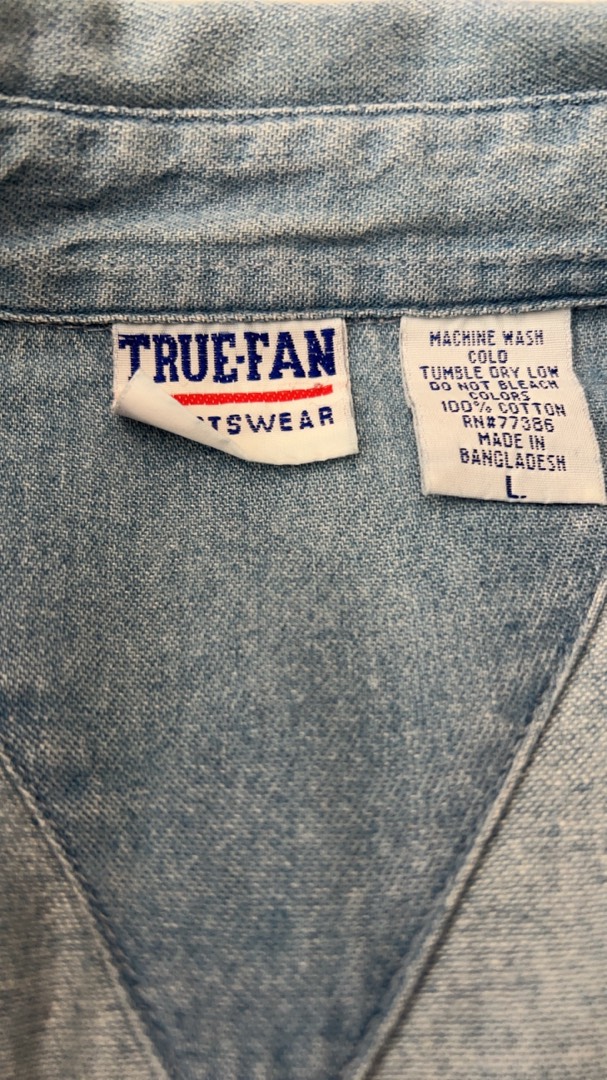 TRUE-FAN
TSWEAR
MACHINE WASH
COLD
TUMBLE DRY LOW
DO NOT BLEACH
COLORS
100% COTTON
RN#77386
MADE IN
BANGLADESH
L